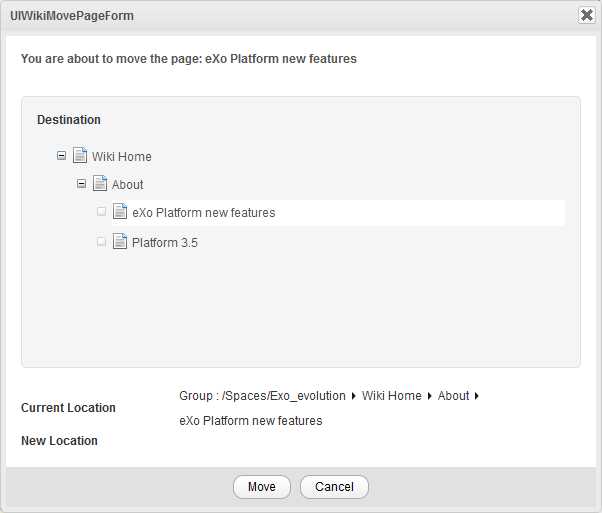 UIWikiMovePageForm
You are about to move the page: eXo Platform new features
Destination
Wiki Home
About
eXo Platform new features
Platform 3.5
Group : /Spaces/Exo_evolution Wiki Home About
Current Location
eXo Platform new features
New Location
Move Cancel